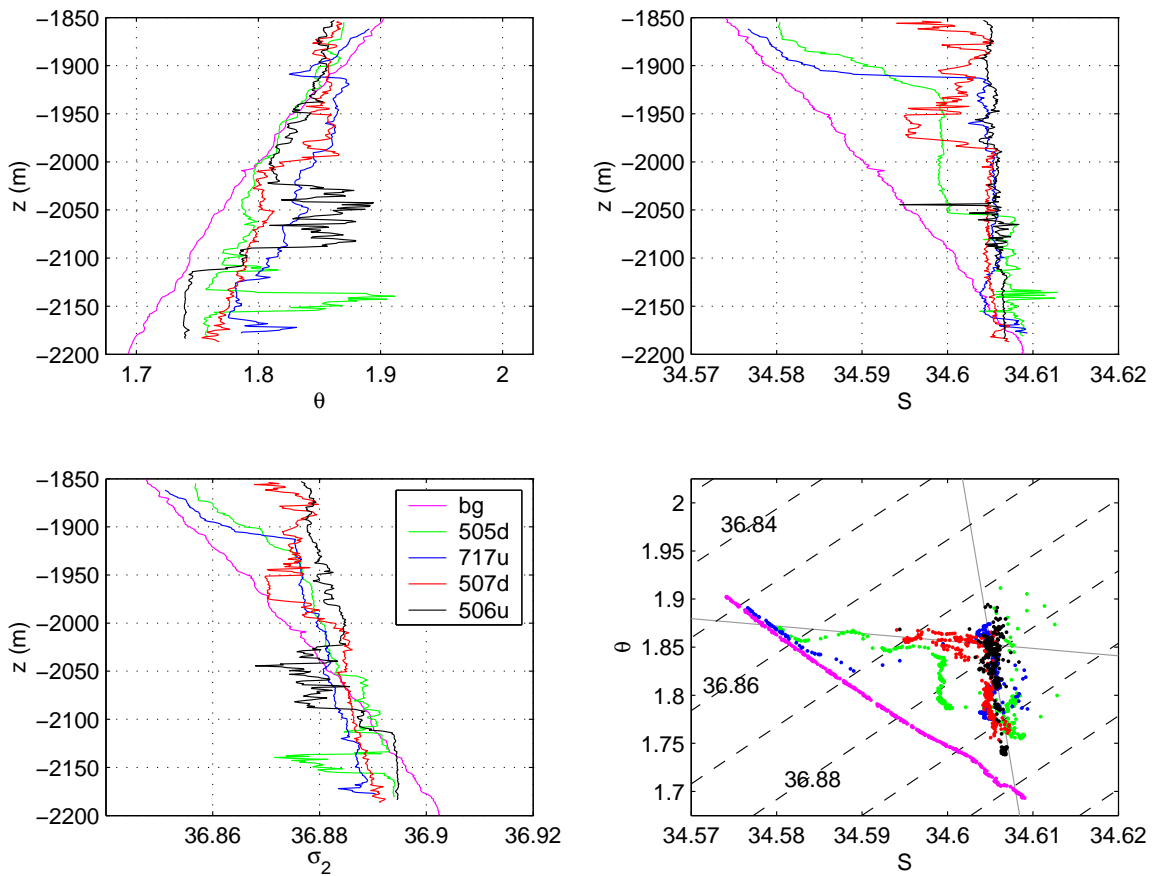 −1850
−1900
−1950
−2000
−2050
−2100
−2150
−2200
z (m)
1.7 1.8 1.9 2
θ
−1850
−1900
−1950
−2000
−2050
−2100
−2150
−2200
z (m)
34.57 34.58 34.59 34.6 34.61 34.62
S
−1850
−1900
−1950
−2000
−2050
−2100
−2150
−2200
z (m)
bg
505d
717u
507d
506u
36.86 36.88 36.9 36.92
σ2
2
1.95
1.9
1.85
1.8
1.75
1.7
θ
36.84
36.86
36.88
34.57 34.58 34.59 34.6 34.61 34.62
S